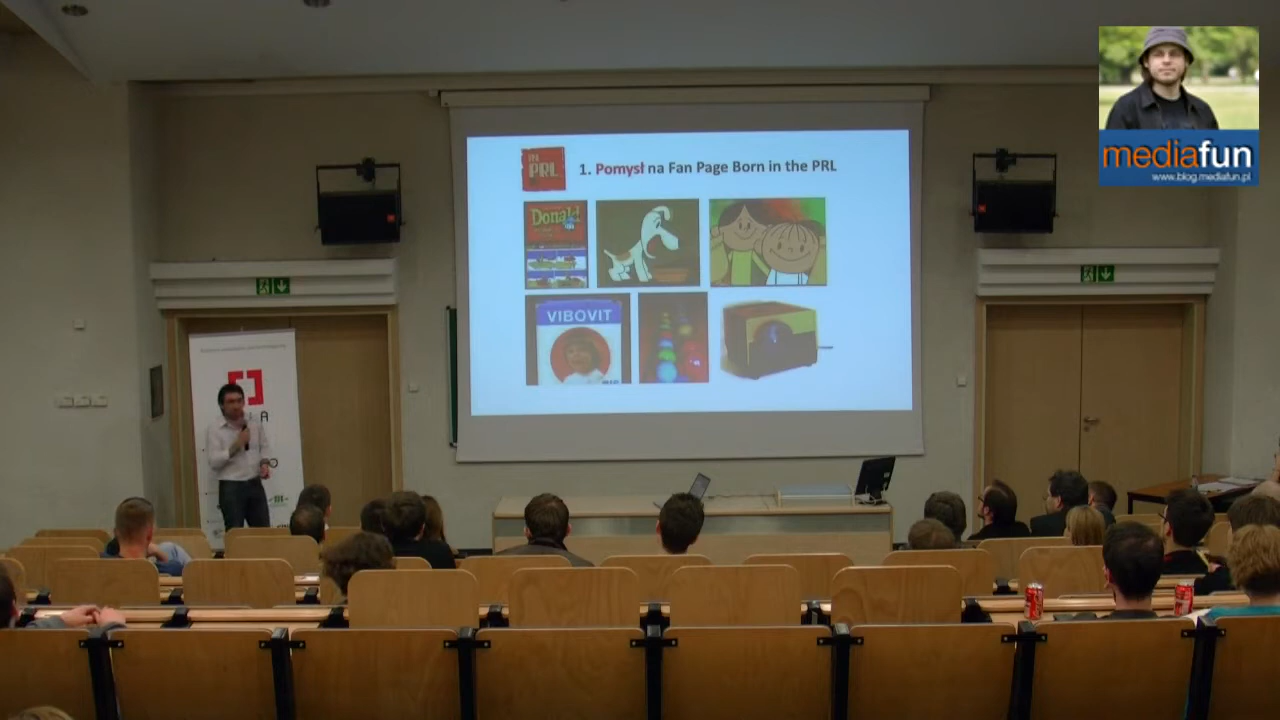 mediafun
www.blog.mediafun.pl
PRL
1. Pomysł na Fan Page Born in the PRL
Donald
VIBOVIT